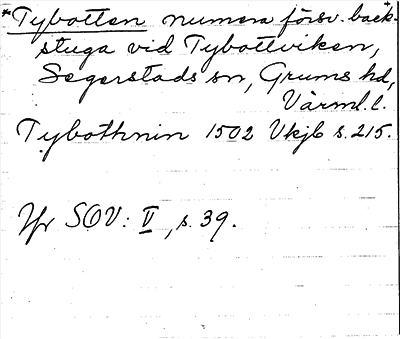 *Tybotten numera försv. back-
stuga vid Tybottviken,
Segerstads sn, Grums hd,
Värml. l.
Tybothnin 1502 Vkjb s. 215.
Jfr SOV: V, s. 39.